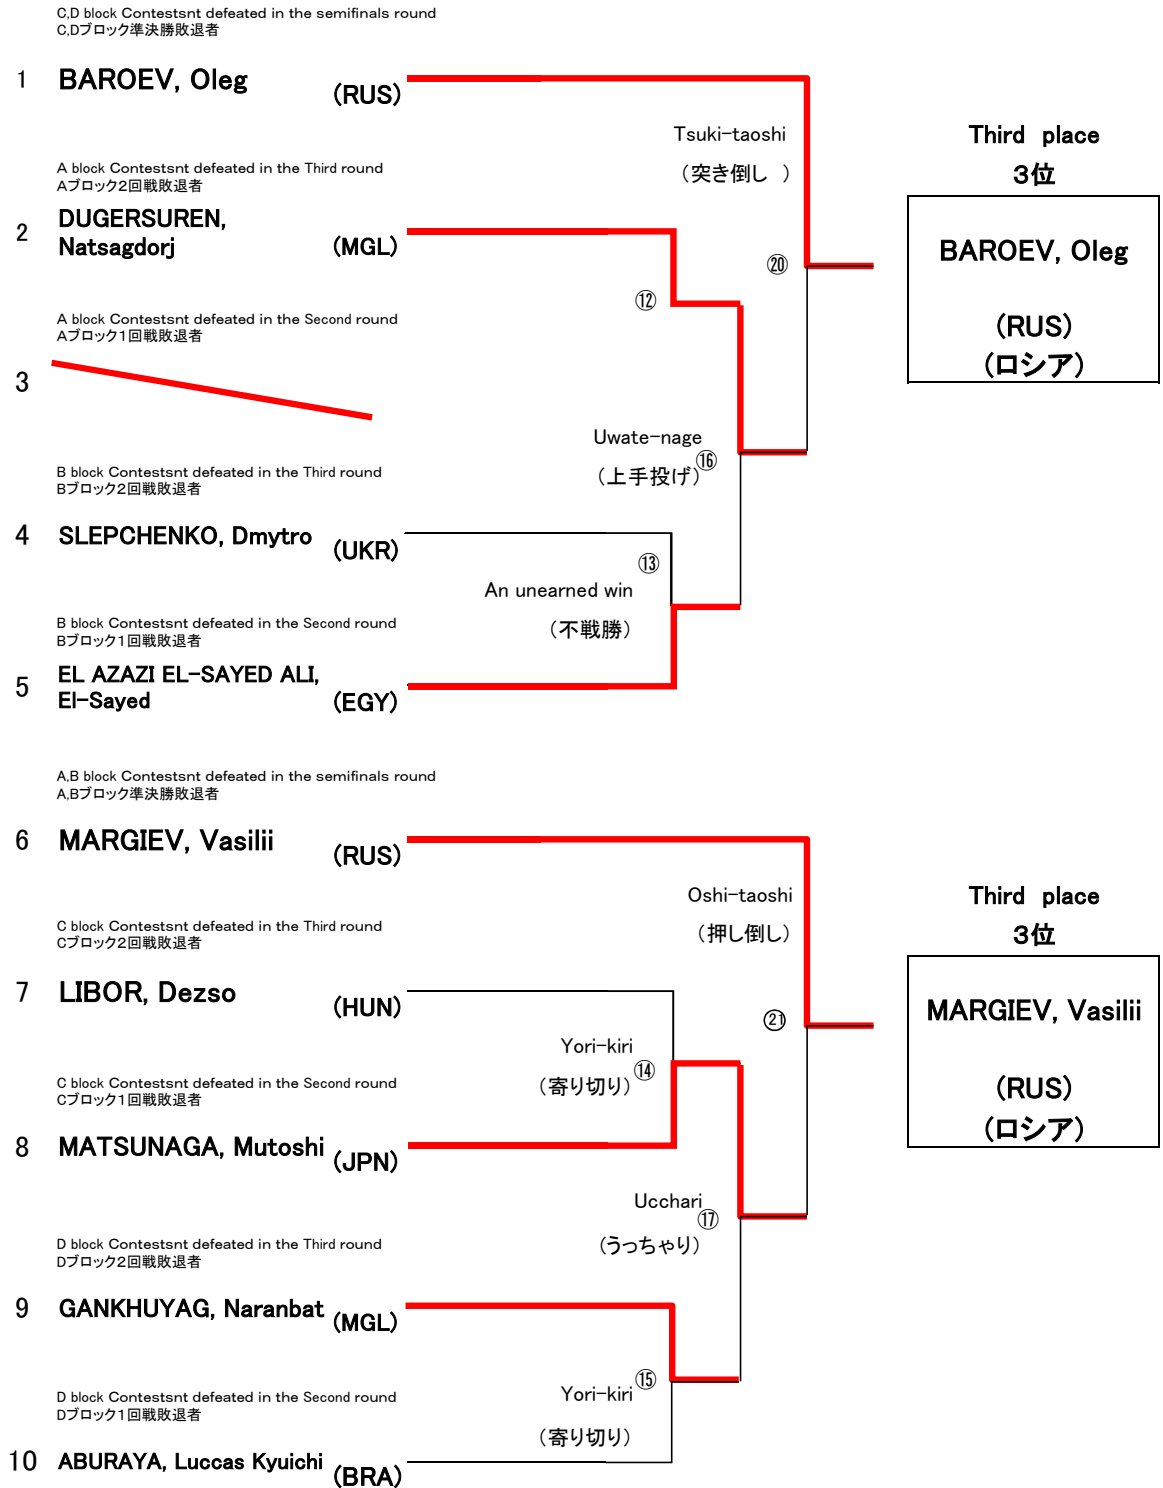 C,D block Contestsnt defeated in the semifinals round
C,Dブロック準決勝敗退者
1 BAROEV, Oleg (RUS)
Tsuki-taoshi
（突き倒し　）
Third place
３位
A block Contestsnt defeated in the Third round
Aブロック2回戦敗退者
2 DUGERSUREN,
Natsagdorj (MGL)
BAROEV, Oleg
(RUS)
(ロシア)
⑳
⑫
A block Contestsnt defeated in the Second round
Aブロック1回戦敗退者
3
Uwate-nage
（上手投げ）
⑯
B block Contestsnt defeated in the Third round
Bブロック2回戦敗退者
4 SLEPCHENKO, Dmytro (UKR)
⑬
An unearned win
（不戦勝）
B block Contestsnt defeated in the Second round
Bブロック1回戦敗退者
5 EL AZAZI EL-SAYED ALI,
El-Sayed (EGY)
A,B block Contestsnt defeated in the semifinals round
A,Bブロック準決勝敗退者
6 MARGIEV, Vasilii (RUS)
Oshi-taoshi
（押し倒し）
Third place
３位
C block Contestsnt defeated in the Third round
Cブロック2回戦敗退者
7 LIBOR, Dezso (HUN)
MARGIEV, Vasilii
(RUS)
(ロシア)
㉑
Yori-kiri
（寄り切り）
⑭
C block Contestsnt defeated in the Second round
Cブロック1回戦敗退者
8 MATSUNAGA, Mutoshi (JPN)
Ucchari
（うっちゃり）
⑰
D block Contestsnt defeated in the Third round
Dブロック2回戦敗退者
9 GANKHUYAG, Naranbat (MGL)
Yori-kiri
（寄り切り）
⑮
D block Contestsnt defeated in the Second round
Dブロック1回戦敗退者
10 ABURAYA, Luccas Kyuichi (BRA)